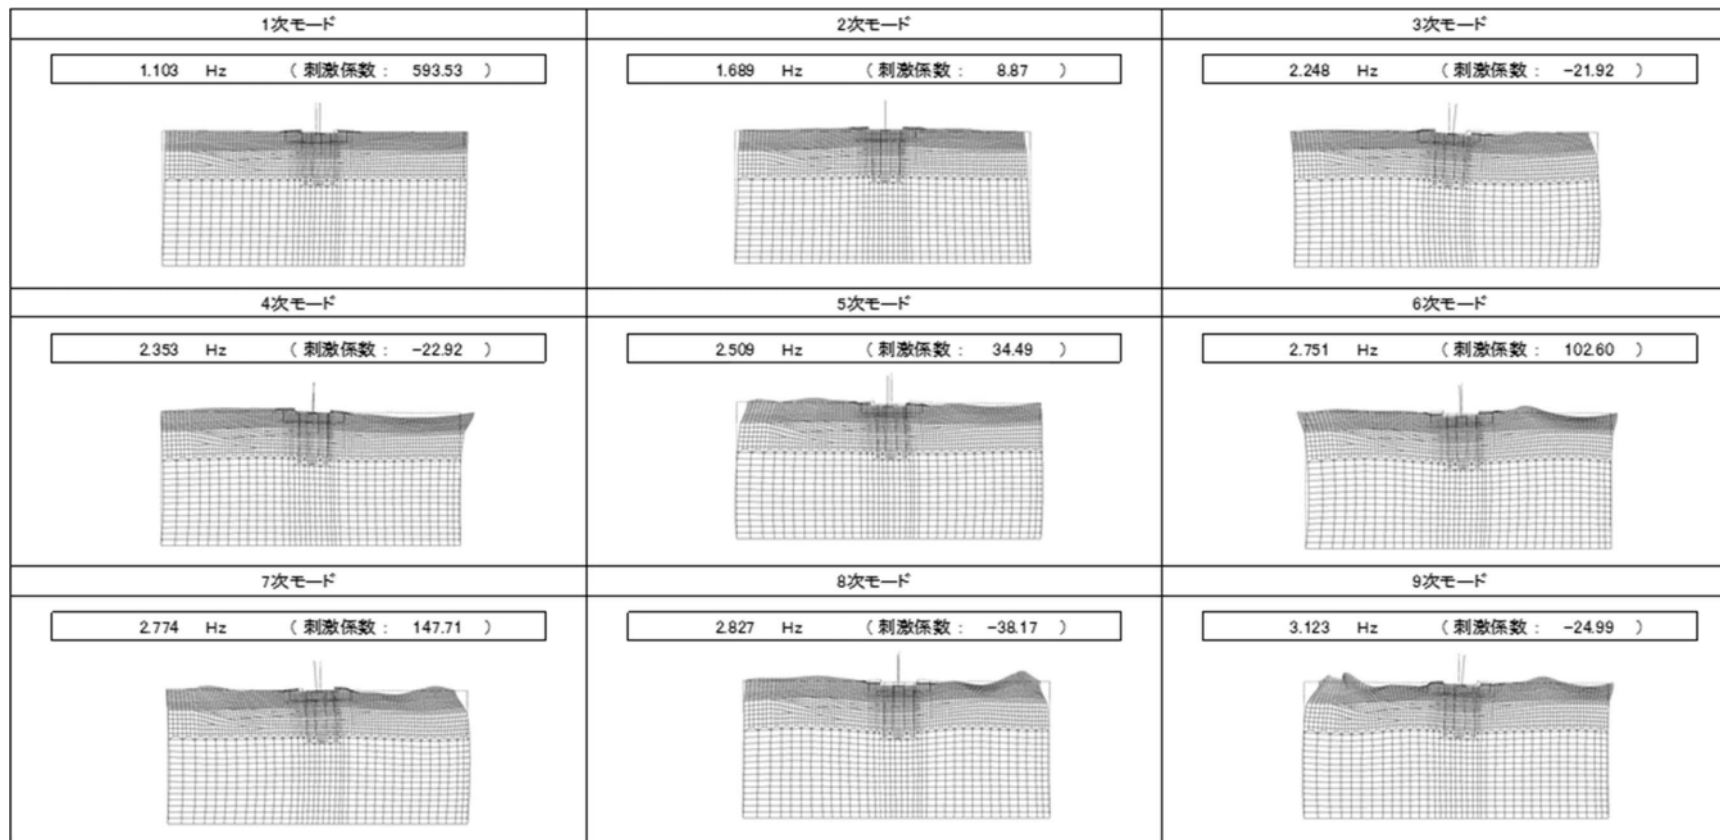 1次モード
2次モード
3次モード
1.103 Hz （ 刺激係数 : 593.53 ）
1.689 Hz （ 刺激係数 : 8.87 ）
2.248 Hz （ 刺激係数 : -21.92 ）
4次モード
5次モード
6次モード
2.353 Hz （ 刺激係数 : -22.92 ）
2.509 Hz （ 刺激係数 : 34.49 ）
2.751 Hz （ 刺激係数 : 102.60 ）
7次モード
8次モード
9次モード
2.774 Hz （ 刺激係数 : 147.71 ）
2.827 Hz （ 刺激係数 : -38.17 ）
3.123 Hz （ 刺激係数 : -24.99 ）